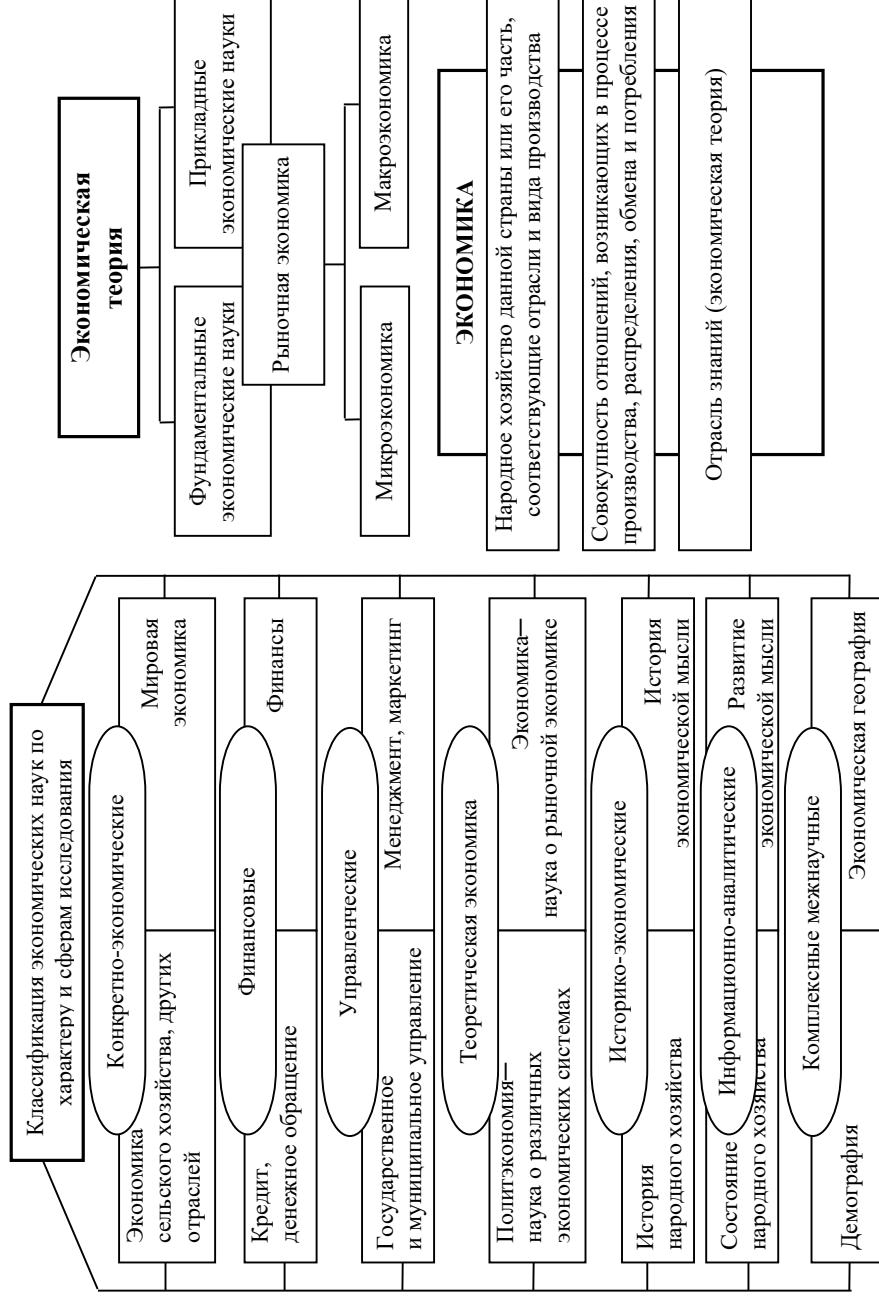 Классификация экономических наук по
характеру и сферам исследования
Конкретно-экономические
Экономика
сельского хозяйства, других
отраслей
Мировая
экономика
Финансовые
Кредит,
денежное обращение
Финансы
Управленческие
Государственное
и муниципальное управление
Менеджмент, маркетинг
Теоретическая экономика
Политэкономия—
наука о различных
экономических системах
Экономика—
наука о рыночной экономике
Историко-экономические
История
народного хозяйства
История
экономической мысли
Информационно-аналитические
Состояние
народного хозяйства
Развитие
экономической мысли
Комплексные межнаучные
Демография
Экономическая география
Экономическая
теория
Фундаментальные
экономические науки
Прикладные
экономические науки
Рыночная экономика
Микроэкономика
Макроэкономика
ЭКОНОМИКА
Народное хозяйство данной страны или его часть,
соответствующие отрасли и вида производства
Совокупность отношений, возникающих в процессе
производства, распределения, обмена и потребления
Отрасль знаний (экономическая теория)